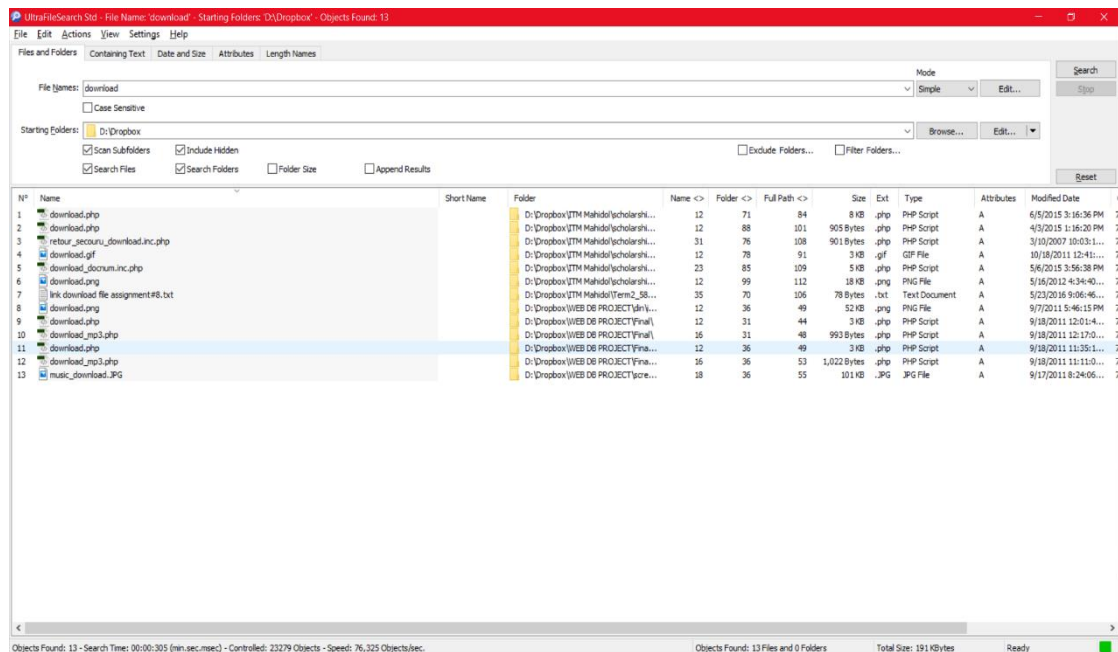 UltraFileSearch Std - File Name: 'download' - Starting Folders: 'D:\Dropbox' - Objects Found: 13
File Edit Actions View Settings Help
Files and Folders Containing Text Date and Size Attributes Length Names
Mode
Search
File Names: download Simple Edit... Stop
Case Sensitive
Starting Folders: D:\Dropbox Browse... Edit...
Scan Subfolders Include Hidden Exclude Folders... Filter Folders...
Search Files Search Folders Folder Size Append Results
Reset
N° Name Short Name Folder Name <> Folder <> Full Path <> Size Ext Type Attributes Modified Date
1 download.php D:\Dropbox\ITM Mahidol\scholarshi... 12 71 84 8 KB .php PHP Script A 6/5/2015 3:16:36 PM
2 download.php D:\Dropbox\ITM Mahidol\scholarshi... 12 88 101 905 Bytes .php PHP Script A 4/3/2015 1:16:20 PM
3 retour_secouru_download.inc.php D:\Dropbox\ITM Mahidol\scholarshi... 31 76 108 901 Bytes .php PHP Script A 3/10/2007 10:03:1...
4 download.gif D:\Dropbox\ITM Mahidol\scholarshi... 12 78 91 3 KB .gif GIF File A 10/18/2011 12:41:...
5 download_docnum.inc.php D:\Dropbox\ITM Mahidol\scholarshi... 23 85 109 5 KB .php PHP Script A 5/6/2015 3:56:38 PM
6 download.png D:\Dropbox\ITM Mahidol\scholarshi... 12 99 112 18 KB .png PNG File A 5/16/2012 4:34:40...
7 link download file assignment#8.txt D:\Dropbox\ITM Mahidol\Term2_58... 35 70 106 78 Bytes .txt Text Document A 5/23/2016 9:06:46...
8 download.png D:\Dropbox\WEB DB PROJECT\din\j... 12 36 49 52 KB .png PNG File A 9/7/2011 5:46:15 PM
9 download.php D:\Dropbox\WEB DB PROJECT\Final\ 12 31 44 3 KB .php PHP Script A 9/18/2011 12:01:4...
10 download_mp3.php D:\Dropbox\WEB DB PROJECT\Final\ 16 31 48 993 Bytes .php PHP Script A 9/18/2011 12:17:0...
11 download.php D:\Dropbox\WEB DB PROJECT\Fina... 12 36 49 3 KB .php PHP Script A 9/18/2011 11:35:1...
12 download_mp3.php D:\Dropbox\WEB DB PROJECT\Fina... 16 36 53 1,022 Bytes .php PHP Script A 9/18/2011 11:11:0...
13 music_download.JPG D:\Dropbox\WEB DB PROJECT\scre... 18 36 55 101 KB .JPG JPG File A 9/17/2011 8:24:06...
Objects Found: 13 - Search Time: 00:00:305 (min.sec.msec) - Controlled: 23279 Objects - Speed: 76,325 Objects/sec. Objects Found: 13 Files and 0 Folders Total Size: 191 KBytes Ready